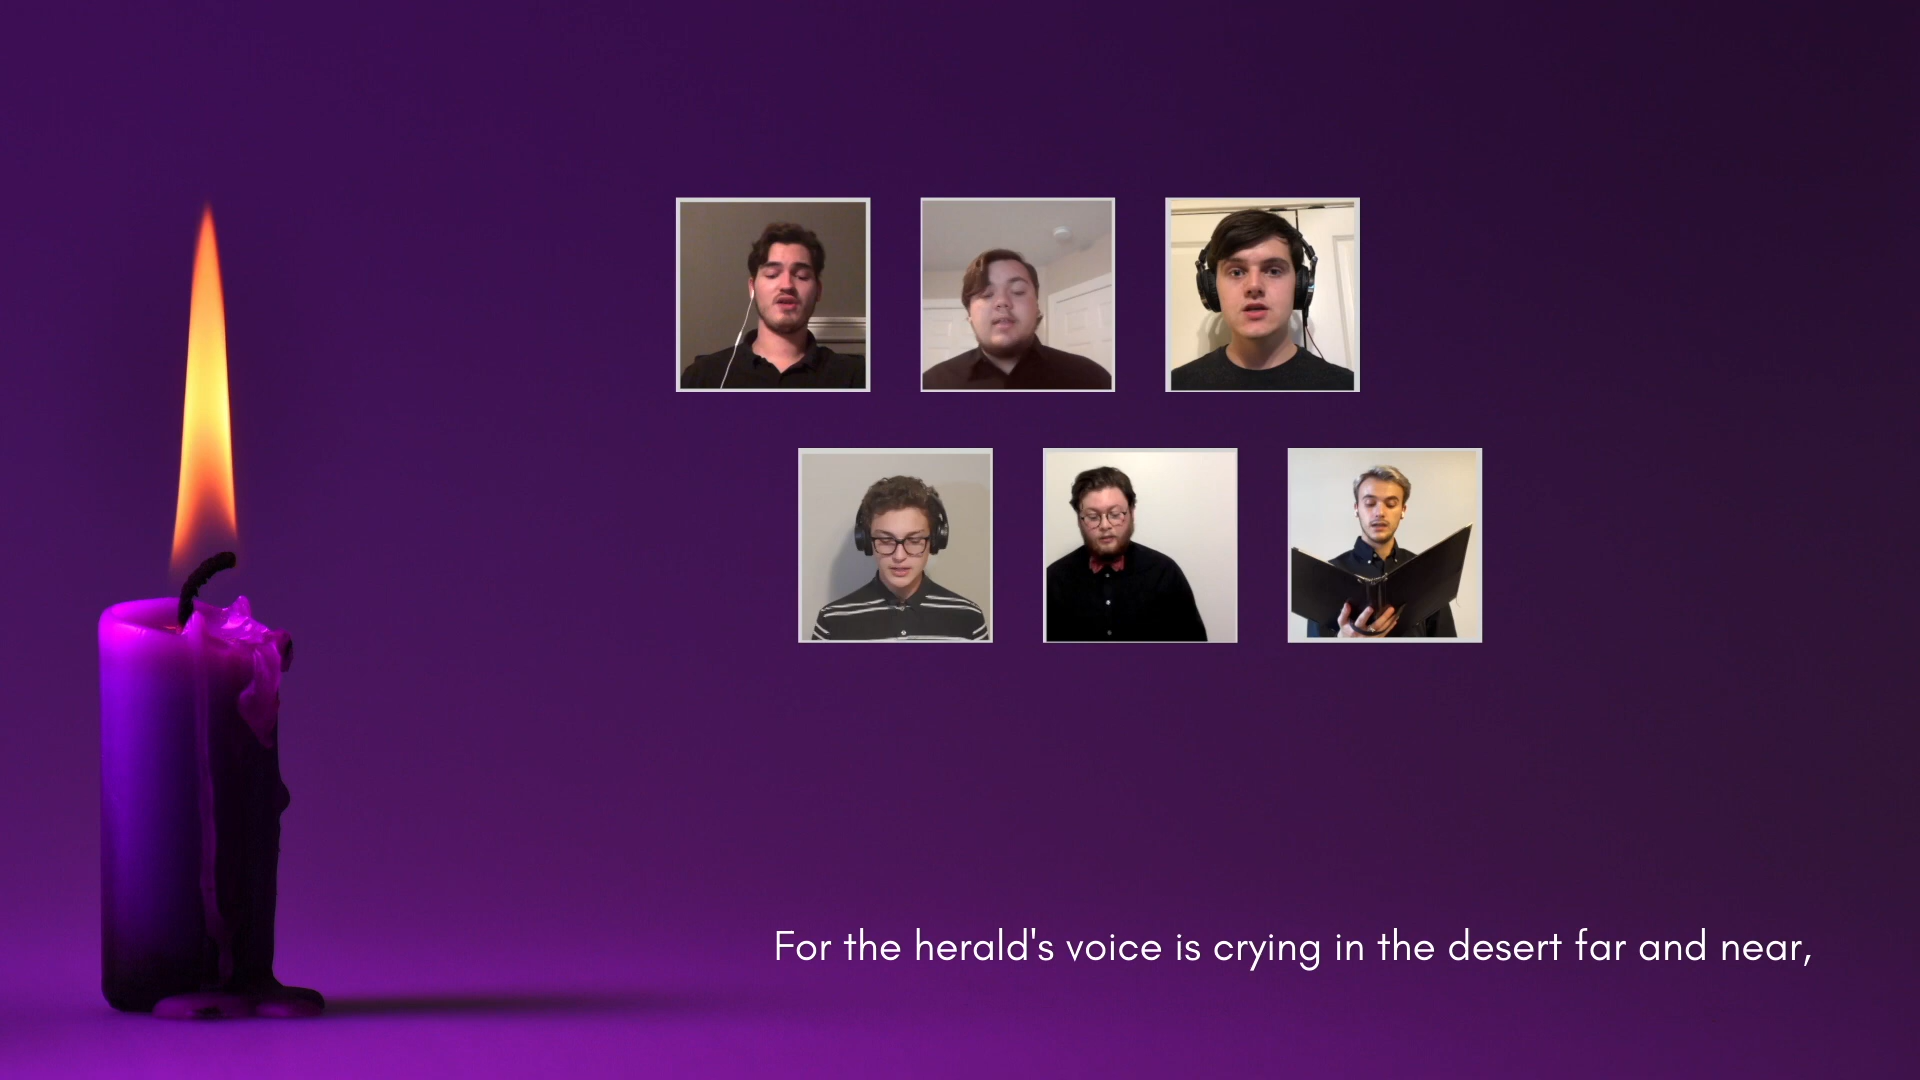 For the herald's voice is crying in the desert far and near,